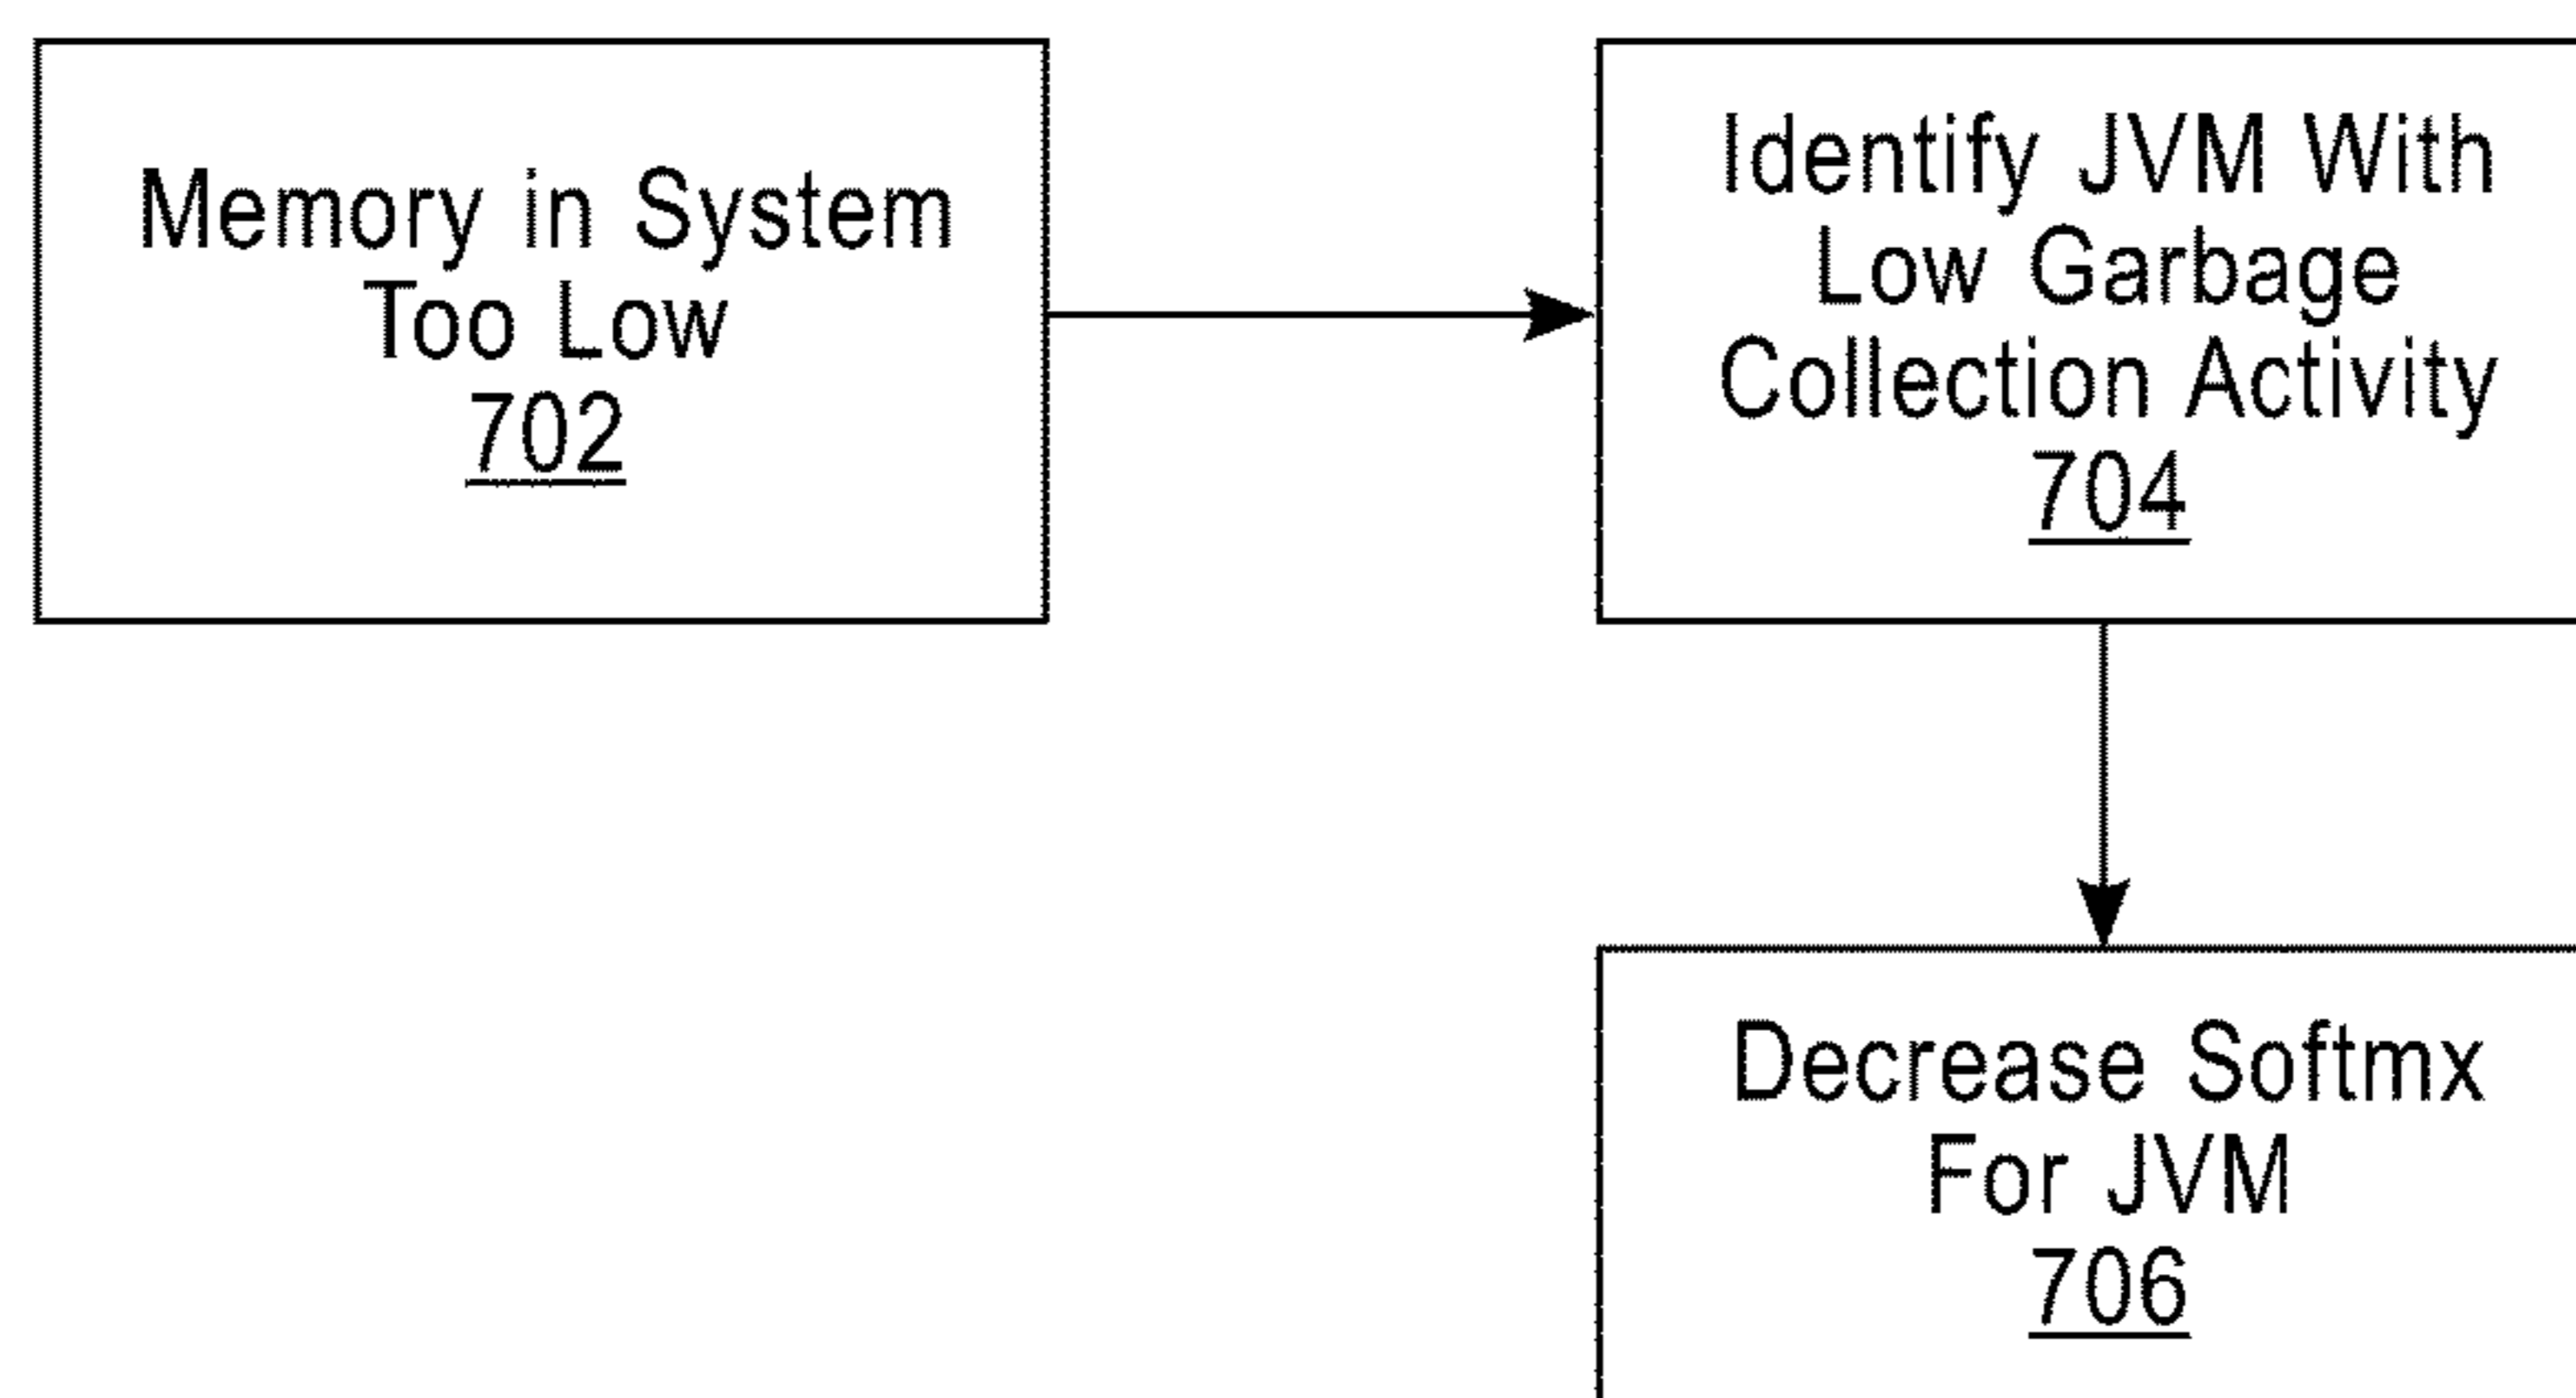 Memory in System
Too Low
702
Identify JVM With
Low Garbage
Collection Activity
704
Decrease Softmx
For JVM
706